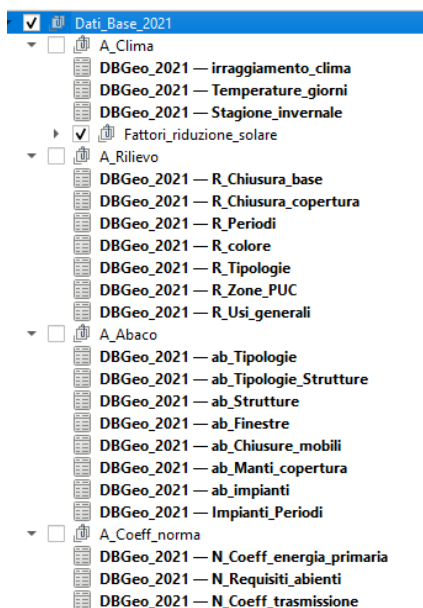 Dati_Base_2021
A_Clima
DBGeo_2021 — irraggiamento_clima
DBGeo_2021 — Temperature_giorni
DBGeo_2021 — Stagione_invernale
Fattori_riduzione_solare
A_Rilievo
DBGeo_2021 — R_Chiusura_base
DBGeo_2021 — R_Chiusura_copertura
DBGeo_2021 — R_Periodi
DBGeo_2021 — R_colore
DBGeo_2021 — R_Tipologie
DBGeo_2021 — R_Zone_PUC
DBGeo_2021 — R_Usi_generali
A_Abaco
DBGeo_2021 — ab_Tipologie
DBGeo_2021 — ab_Tipologie_Strutture
DBGeo_2021 — ab_Strutture
DBGeo_2021 — ab_Finestre
DBGeo_2021 — ab_Chiusure_mobili
DBGeo_2021 — ab_Manti_copertura
DBGeo_2021 — ab_impianti
DBGeo_2021 — Impianti_Periodi
A_Coeff_norma
DBGeo_2021 — N_Coeff_energia_primaria
DBGeo_2021 — N_Requisiti_abienti
DBGeo_2021 — N_Coeff_trasmissione